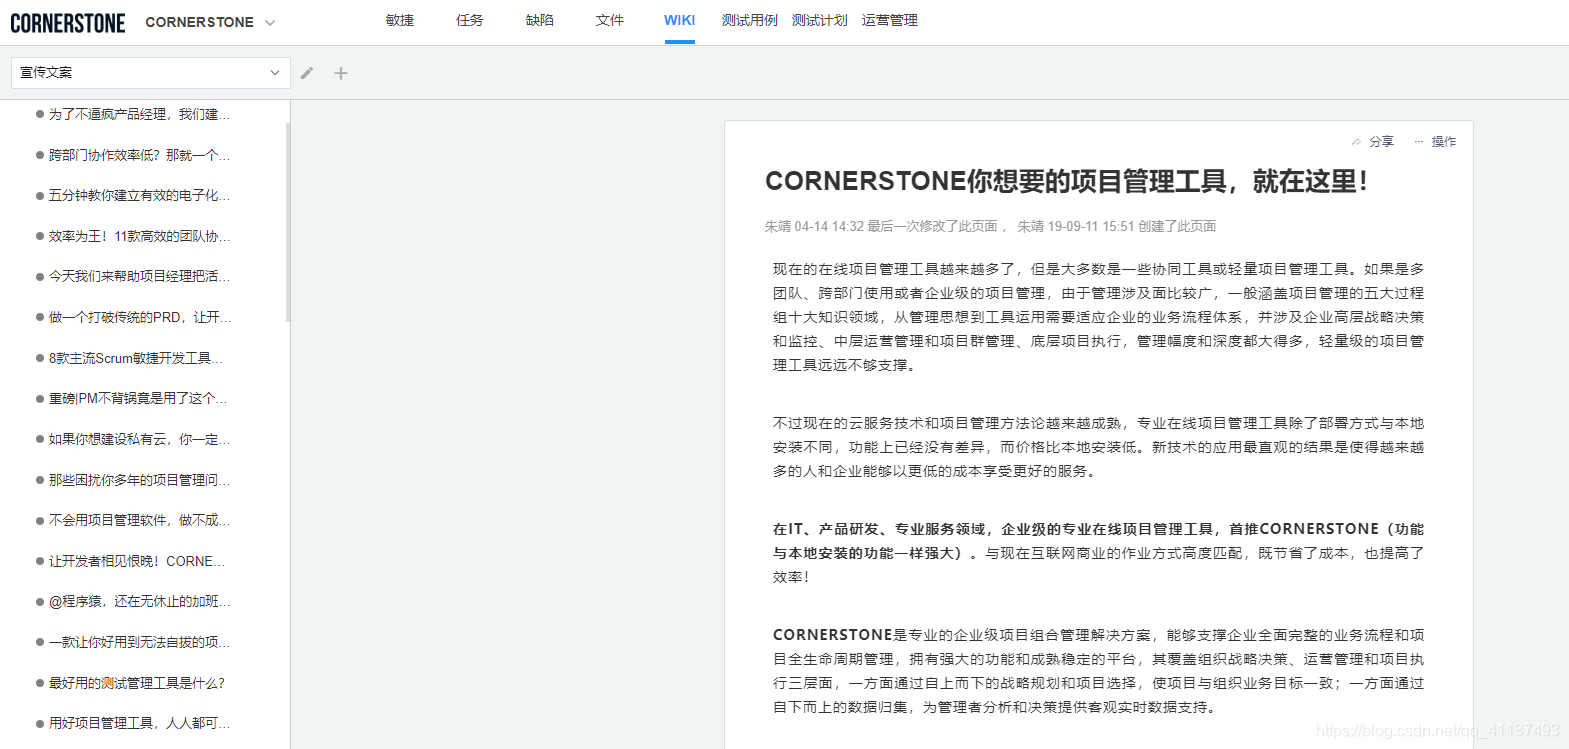 CORNERSTONE CORNERSTONE 敏捷 任务 缺陷 文件 WIKI 测试用例 测试计划 运营管理
宣传文案
为了不逼疯产品经理，我们建...
跨部门协作效率低？那就一个...
五分钟教你建立有效的电子化...
效率为王！11款高效的团队协...
今天我们来帮助项目经理把活...
做一个打破传统的PRD，让开...
8款主流Scrum敏捷开发工具...
重磅|PM不背锅竟是用了这个...
如果你想建设私有云，你一定...
那些困扰你多年的项目管理问...
不会用项目管理软件，做不成...
让开发者相见恨晚！CORNE...
@程序猿，还在无休止的加班...
一款让你好用到无法自拔的项...
最好用的测试管理工具是什么？
用好项目管理工具，人人都可...
分享 ··· 操作
CORNERSTONE你想要的项目管理工具，就在这里！
朱靖 04-14 14:32 最后一次修改了此页面， 朱靖 19-09-11 15:51 创建了此页面
现在的在线项目管理工具越来越多了，但是大多数是一些协同工具或轻量项目管理工具。如果是多
团队、跨部门使用或者企业级的项目管理，由于管理涉及面比较广，一般涵盖项目管理的五大过程
组十大知识领域，从管理思想到工具运用需要适应企业的业务流程体系，并涉及企业高层战略决策
和监控、中层运营管理和项目群管理、底层项目执行，管理幅度和深度都大得多，轻量级的项目管
理工具远远不够支撑。
不过现在的云服务技术和项目管理方法论越来越成熟，专业在线项目管理工具除了部署方式与本地
安装不同，功能上已经没有差异，而价格比本地安装低。新技术的应用最直观的结果是使得越来越
多的人和企业能够以更低的成本享受更好的服务。
在IT、产品研发、专业服务领域，企业级的专业在线项目管理工具，首推CORNERSTONE（功能
与本地安装的功能一样强大）。与现在互联网商业的作业方式高度匹配，既节省了成本，也提高了
效率！
CORNERSTONE是专业的企业级项目组合管理解决方案，能够支撑企业全面完整的业务流程和项
目全生命周期管理，拥有强大的功能和成熟稳定的平台，其覆盖组织战略决策、运营管理和项目执
行三层面，一方面通过自上而下的战略规划和项目选择，使项目与组织业务目标一致；一方面通过
自下而上的数据归集，为管理者分析和决策提供客观实时数据支持。
https://blog.csdn.net/qq_41137493